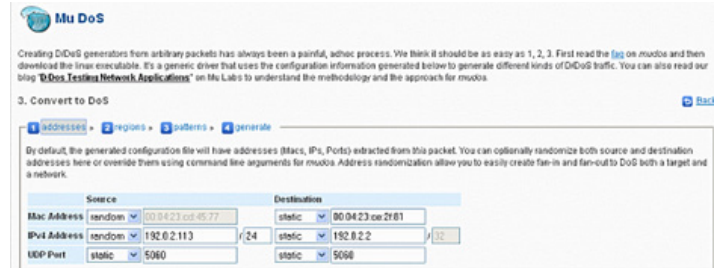 Mu DoS
Creating D/DoS generators from arbitrary packets has always been a painful, adhoc process. We think it should be as easy as 1, 2, 3. First read the faq on mudos and then
download the linux executable. It's a generic driver that uses the configuration information generated below to generate different kinds of D/DoS traffic. You can also read our
blog "D:Dos Testing Network Applications" on Mu Labs to understand the methodology and the approach for mudos.
3. Convert to DoS
Back
1 addresses » 2 regions » 3 patterns » 4 generate
By default, the generated configuration file will have addresses (Macs, IPs, Ports) extracted from this packet. You can optionally randomize both source and destination
addresses here or override them using command line arguments for mudos. Address randomization allow you to easily create fan-in and fan-out to DoS both a target and
a network.
Source Destination
Mac Address random 00:04:23:cd:45:77 static 00:04:23:ce:2f:81
IPv4 Address random 192.0.2.113 / 24 static 192.0.2.2 / 32
UDP Port static 5060 static 5060